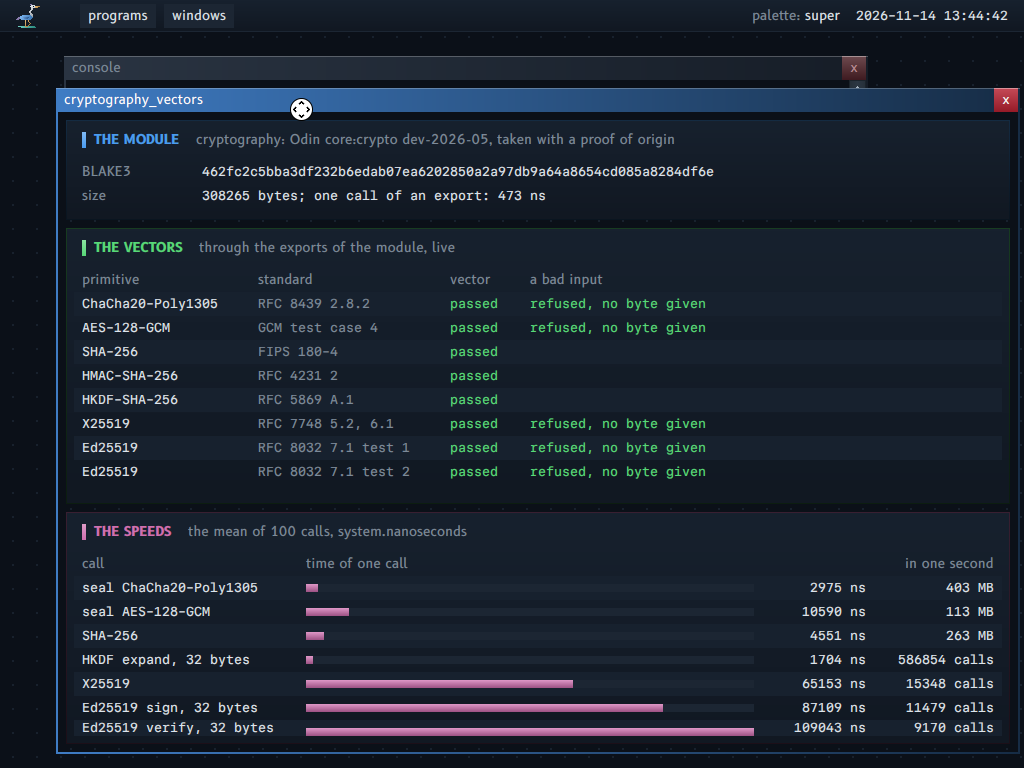 programs windows palette: super 2026-11-14 13:44:42
console x
cryptography_vectors x
THE MODULE cryptography: Odin core:crypto dev-2026-05, taken with a proof of origin
BLAKE3 462fc2c5bba3df232b6edab07ea6202850a2a97db9a64a8654cd085a8284df6e
size 308265 bytes; one call of an export: 473 ns
THE VECTORS through the exports of the module, live
primitive standard vector a bad input
ChaCha20-Poly1305 RFC 8439 2.8.2 passed refused, no byte given
AES-128-GCM GCM test case 4 passed refused, no byte given
SHA-256 FIPS 180-4 passed
HMAC-SHA-256 RFC 4231 2 passed
HKDF-SHA-256 RFC 5869 A.1 passed
X25519 RFC 7748 5.2, 6.1 passed refused, no byte given
Ed25519 RFC 8032 7.1 test 1 passed refused, no byte given
Ed25519 RFC 8032 7.1 test 2 passed refused, no byte given
THE SPEEDS the mean of 100 calls, system.nanoseconds
call time of one call in one second
seal ChaCha20-Poly1305 2975 ns 403 MB
seal AES-128-GCM 10590 ns 113 MB
SHA-256 4551 ns 263 MB
HKDF expand, 32 bytes 1704 ns 586854 calls
X25519 65153 ns 15348 calls
Ed25519 sign, 32 bytes 87109 ns 11479 calls
Ed25519 verify, 32 bytes 109043 ns 9170 calls